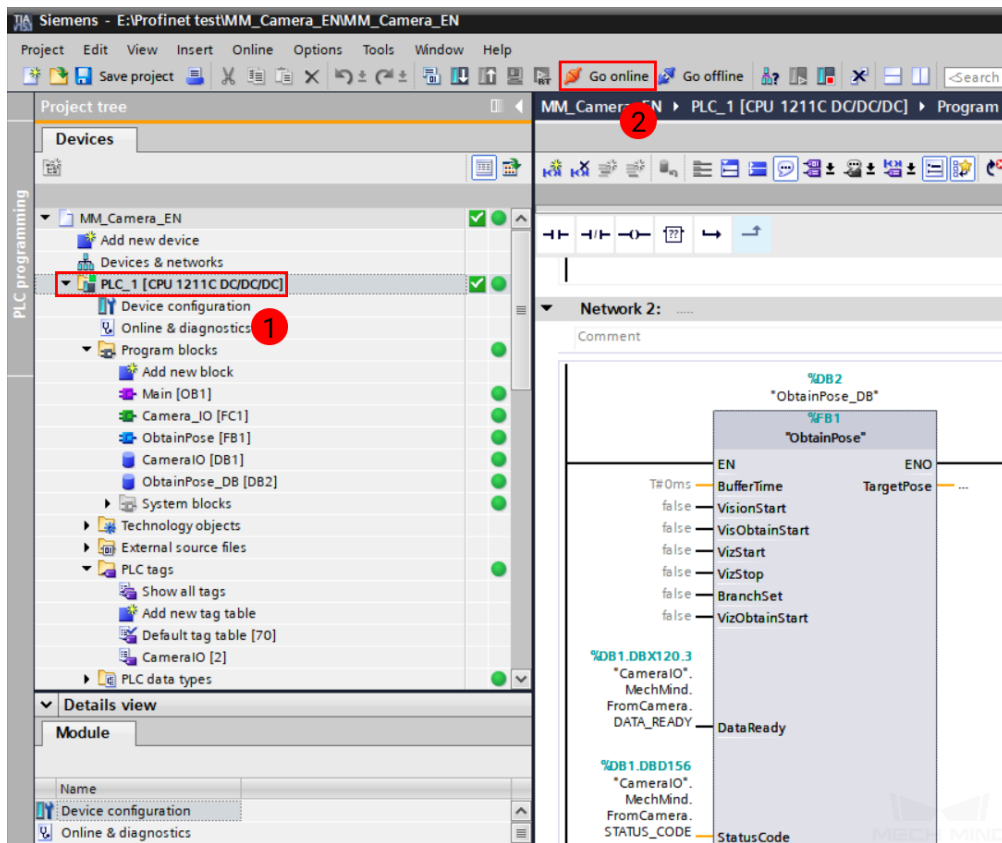 Siemens - E:\Profinet test\MM_Camera_EN\MM_Camera_EN
Project Edit View Insert Online Options Tools Window Help
Save project Go online Go offline <Search
Project tree
MM_Camera_EN PLC_1 [CPU 1211C DC/DC/DC] Program
2
Devices
PLC programming
MM_Camera_EN
Add new device
Devices & networks
PLC_1 [CPU 1211C DC/DC/DC]
Device configuration
Online & diagnostics
1
Program blocks
Add new block
Main [OB1]
Camera_IO [FC1]
ObtainPose [FB1]
CameraIO [DB1]
ObtainPose_DB [DB2]
System blocks
Technology objects
External source files
PLC tags
Show all tags
Add new tag table
Default tag table [70]
CameraIO [2]
PLC data types
Details view
Module
Name
Device configuration
Online & diagnostics
??
Network 2: .....
Comment
%DB2
"ObtainPose_DB"
%FB1
"ObtainPose"
EN ENO
T#0ms BufferTime TargetPose ...
false VisionStart
false VisObtainStart
false VizStart
false VizStop
false BranchSet
false VizObtainStart
%DB1.DBX120.3
"CameraIO".
MechMind.
FromCamera.
DATA_READY DataReady
%DB1.DBD156
"CameraIO".
MechMind.
FromCamera.
STATUS_CODE StatusCode
MECH MIND